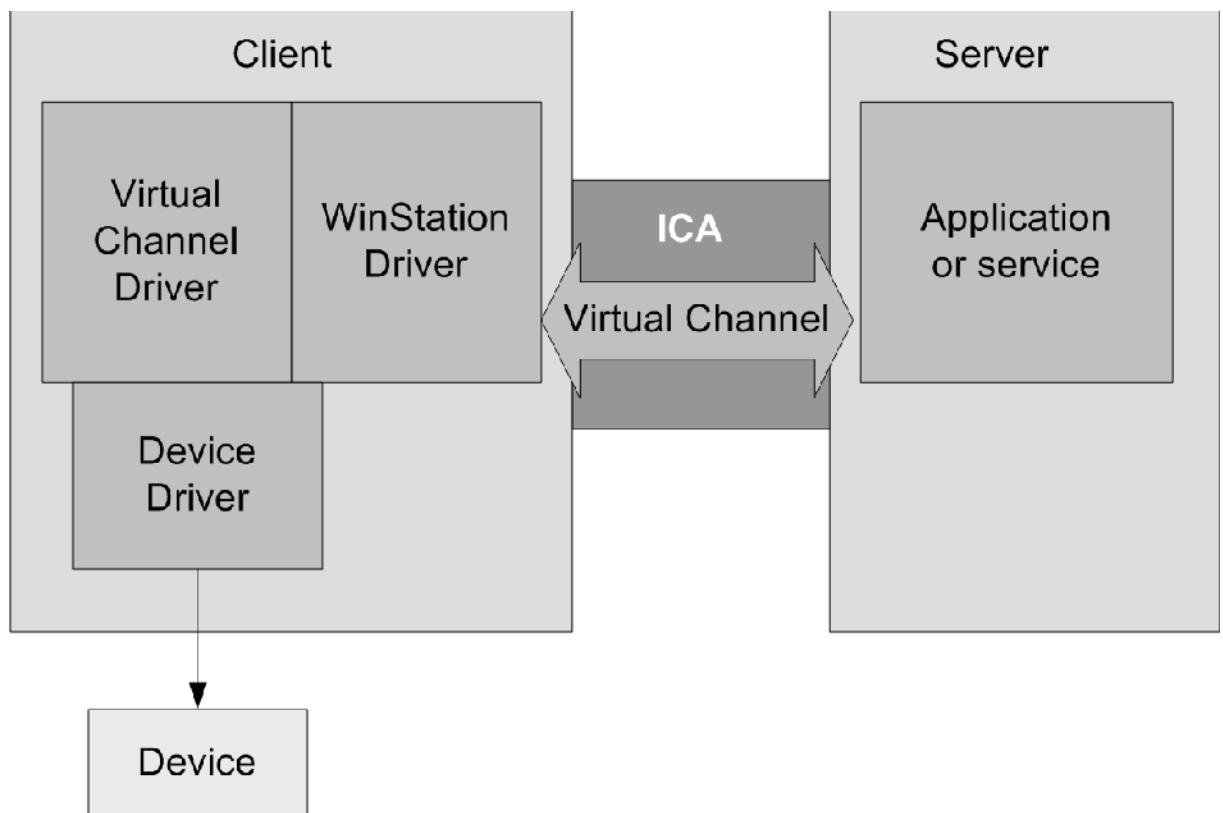 Client
Server
Virtual
Channel
Driver
WinStation
Driver
ICA
Virtual Channel
Application
or service
Device
Driver
Device